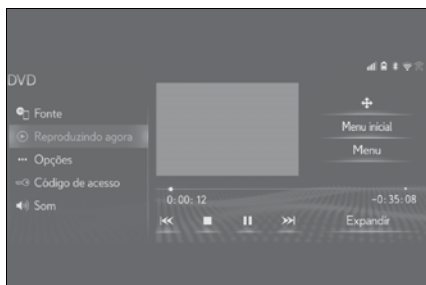 DVD
Fonte
Reproduzindo agora
Opções
Código de acesso
Som
0:00:12
-0:35:08
Menu inicial
Menu
Expandir